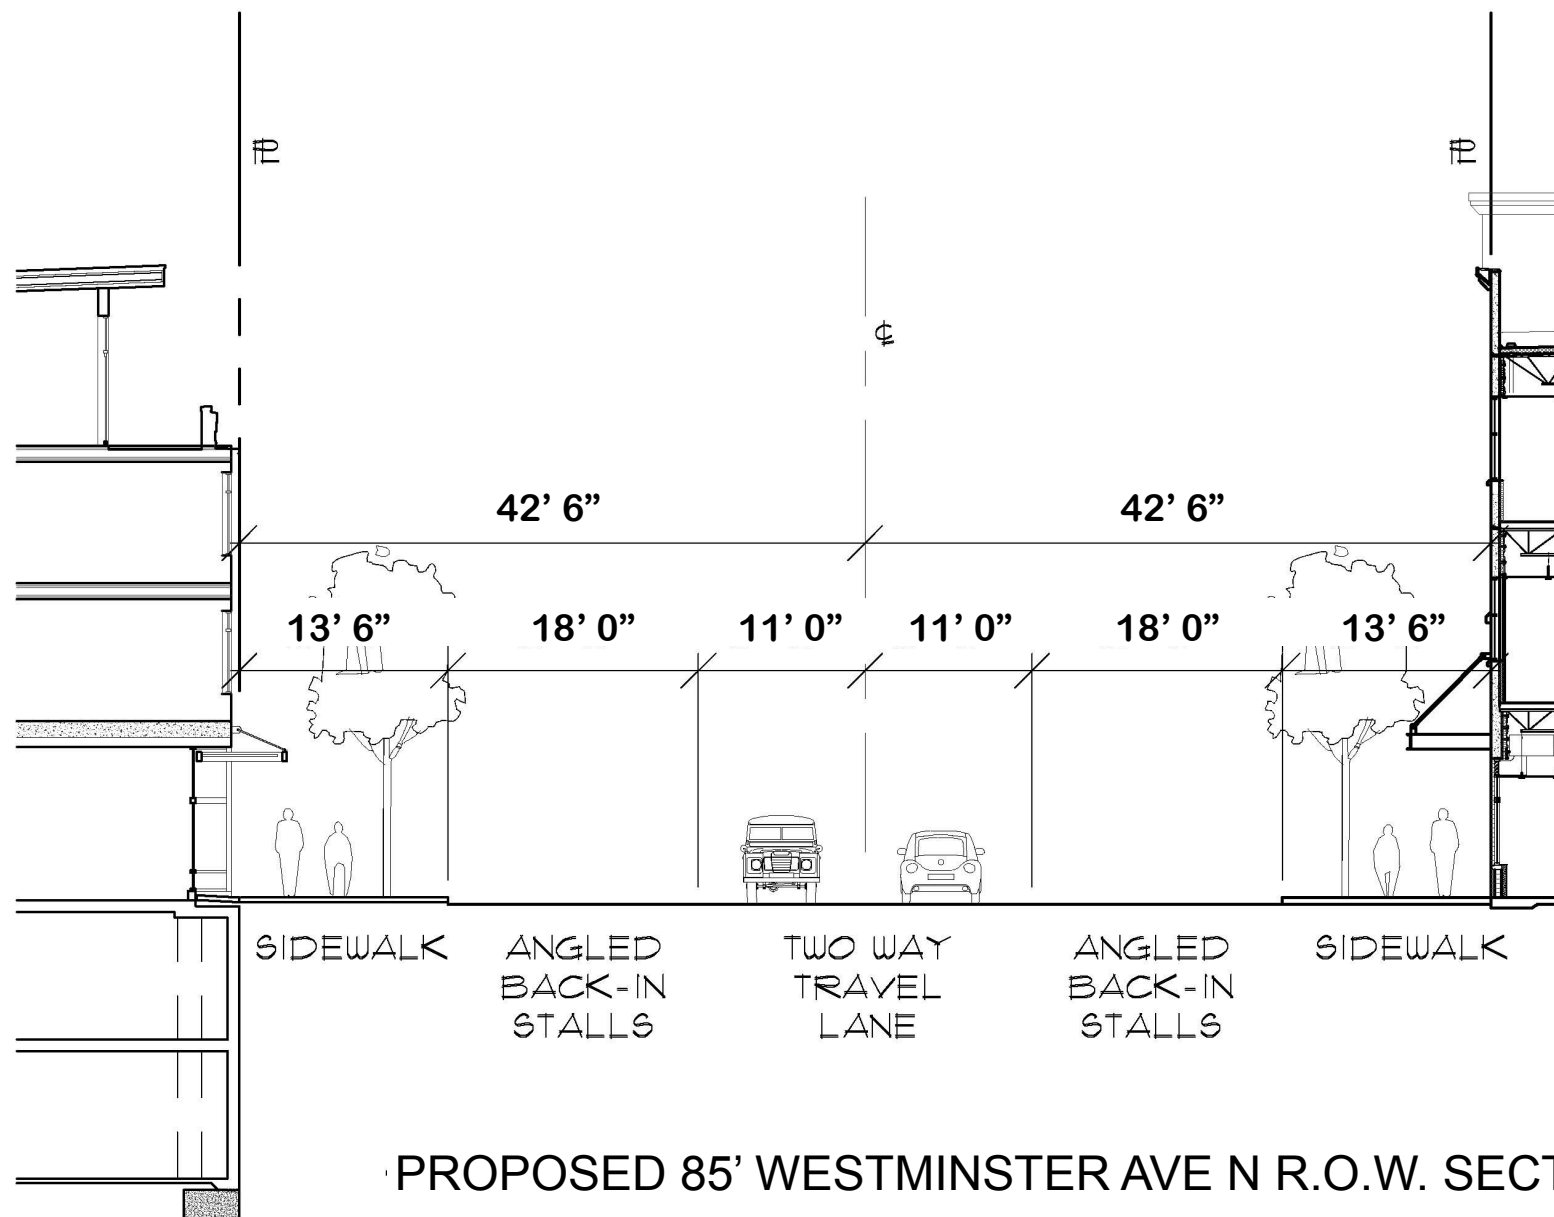 ℄
42’ 6” 42’ 6”
13’ 6” 18’ 0” 11’ 0” 11’ 0” 18’ 0” 13’ 6”
SIDEWALK ANGLED TWO WAY ANGLED SIDEWALK
BACK-IN TRAVEL BACK-IN
STALLS LANE STALLS
PROPOSED 85’ WESTMINSTER AVE N R.O.W. SECT